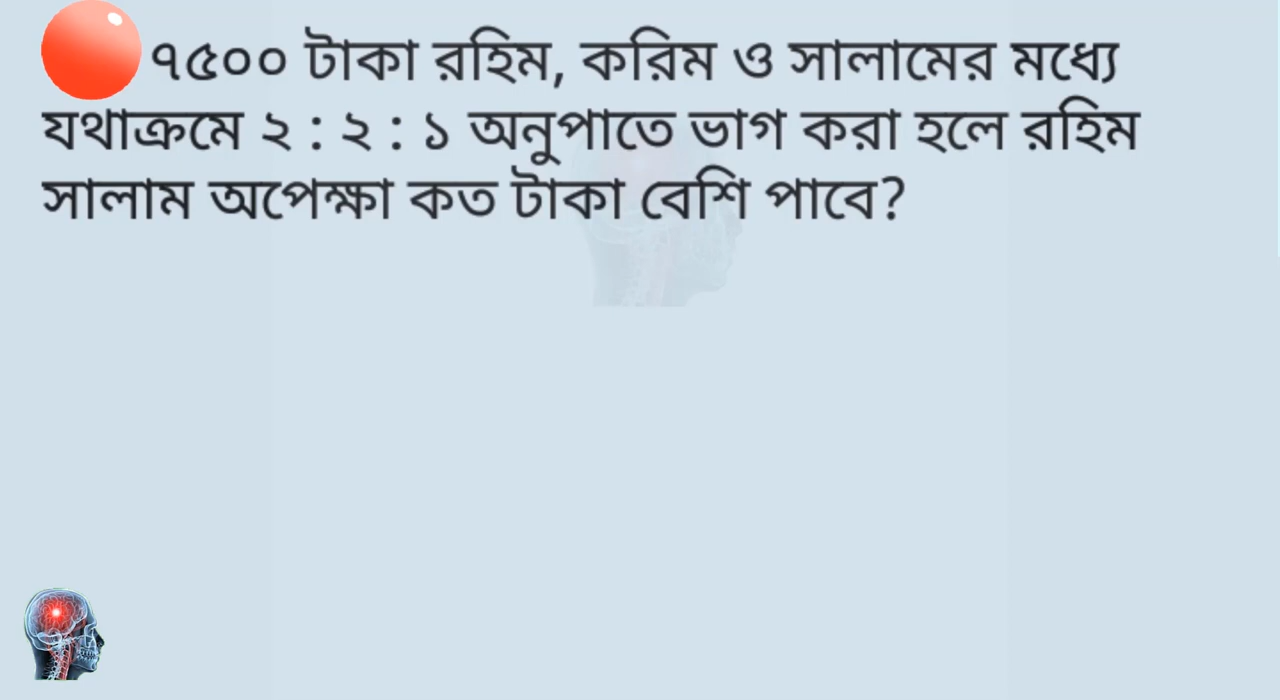 ৭৫০০ টাকা রহিম, করিম ও সালামের মধ্যে
যথাক্রমে ২ : ২ : ১ অনুপাতে ভাগ করা হলে রহিম
সালাম অপেক্ষা কত টাকা বেশি পাবে?